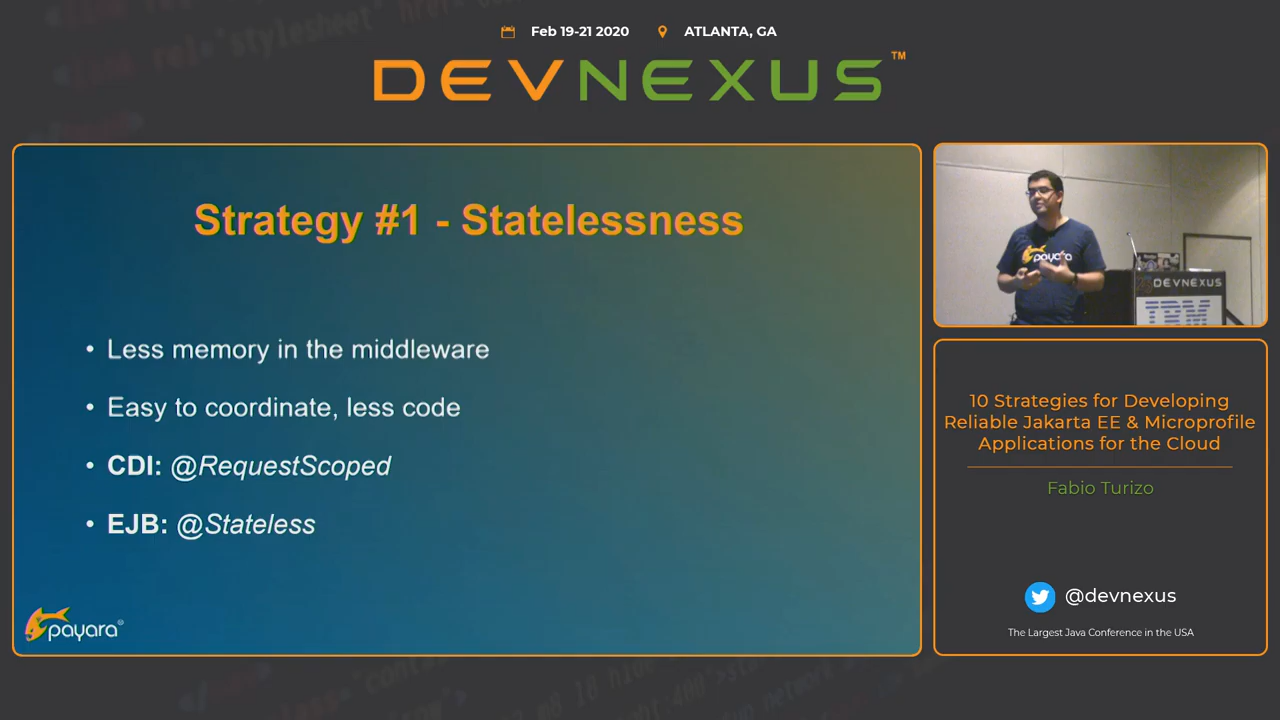 Feb 19-21 2020 ATLANTA, GA
DEVNEXUS™
Strategy #1 - Statelessness
• Less memory in the middleware
• Easy to coordinate, less code
• CDI: @RequestScoped
• EJB: @Stateless
payara®
payara
DEVNEXUS
IBM
10 Strategies for Developing
Reliable Jakarta EE & Microprofile
Applications for the Cloud
Fabio Turizo
@devnexus
The Largest Java Conference in the USA